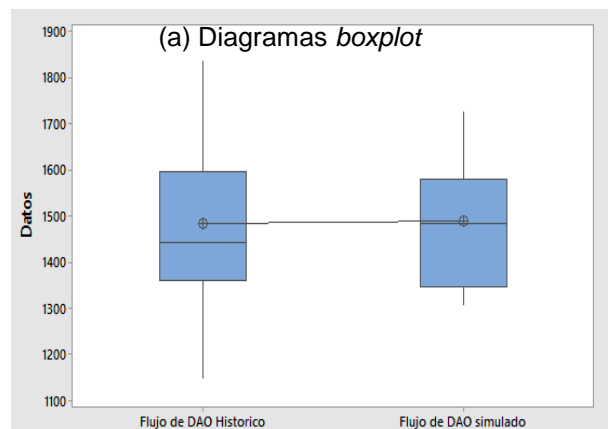 (a) Diagramas boxplot
1900
1800
1700
1600
1500
1400
1300
1200
1100
Datos
Flujo de DAO Historico
Flujo de DAO simulado